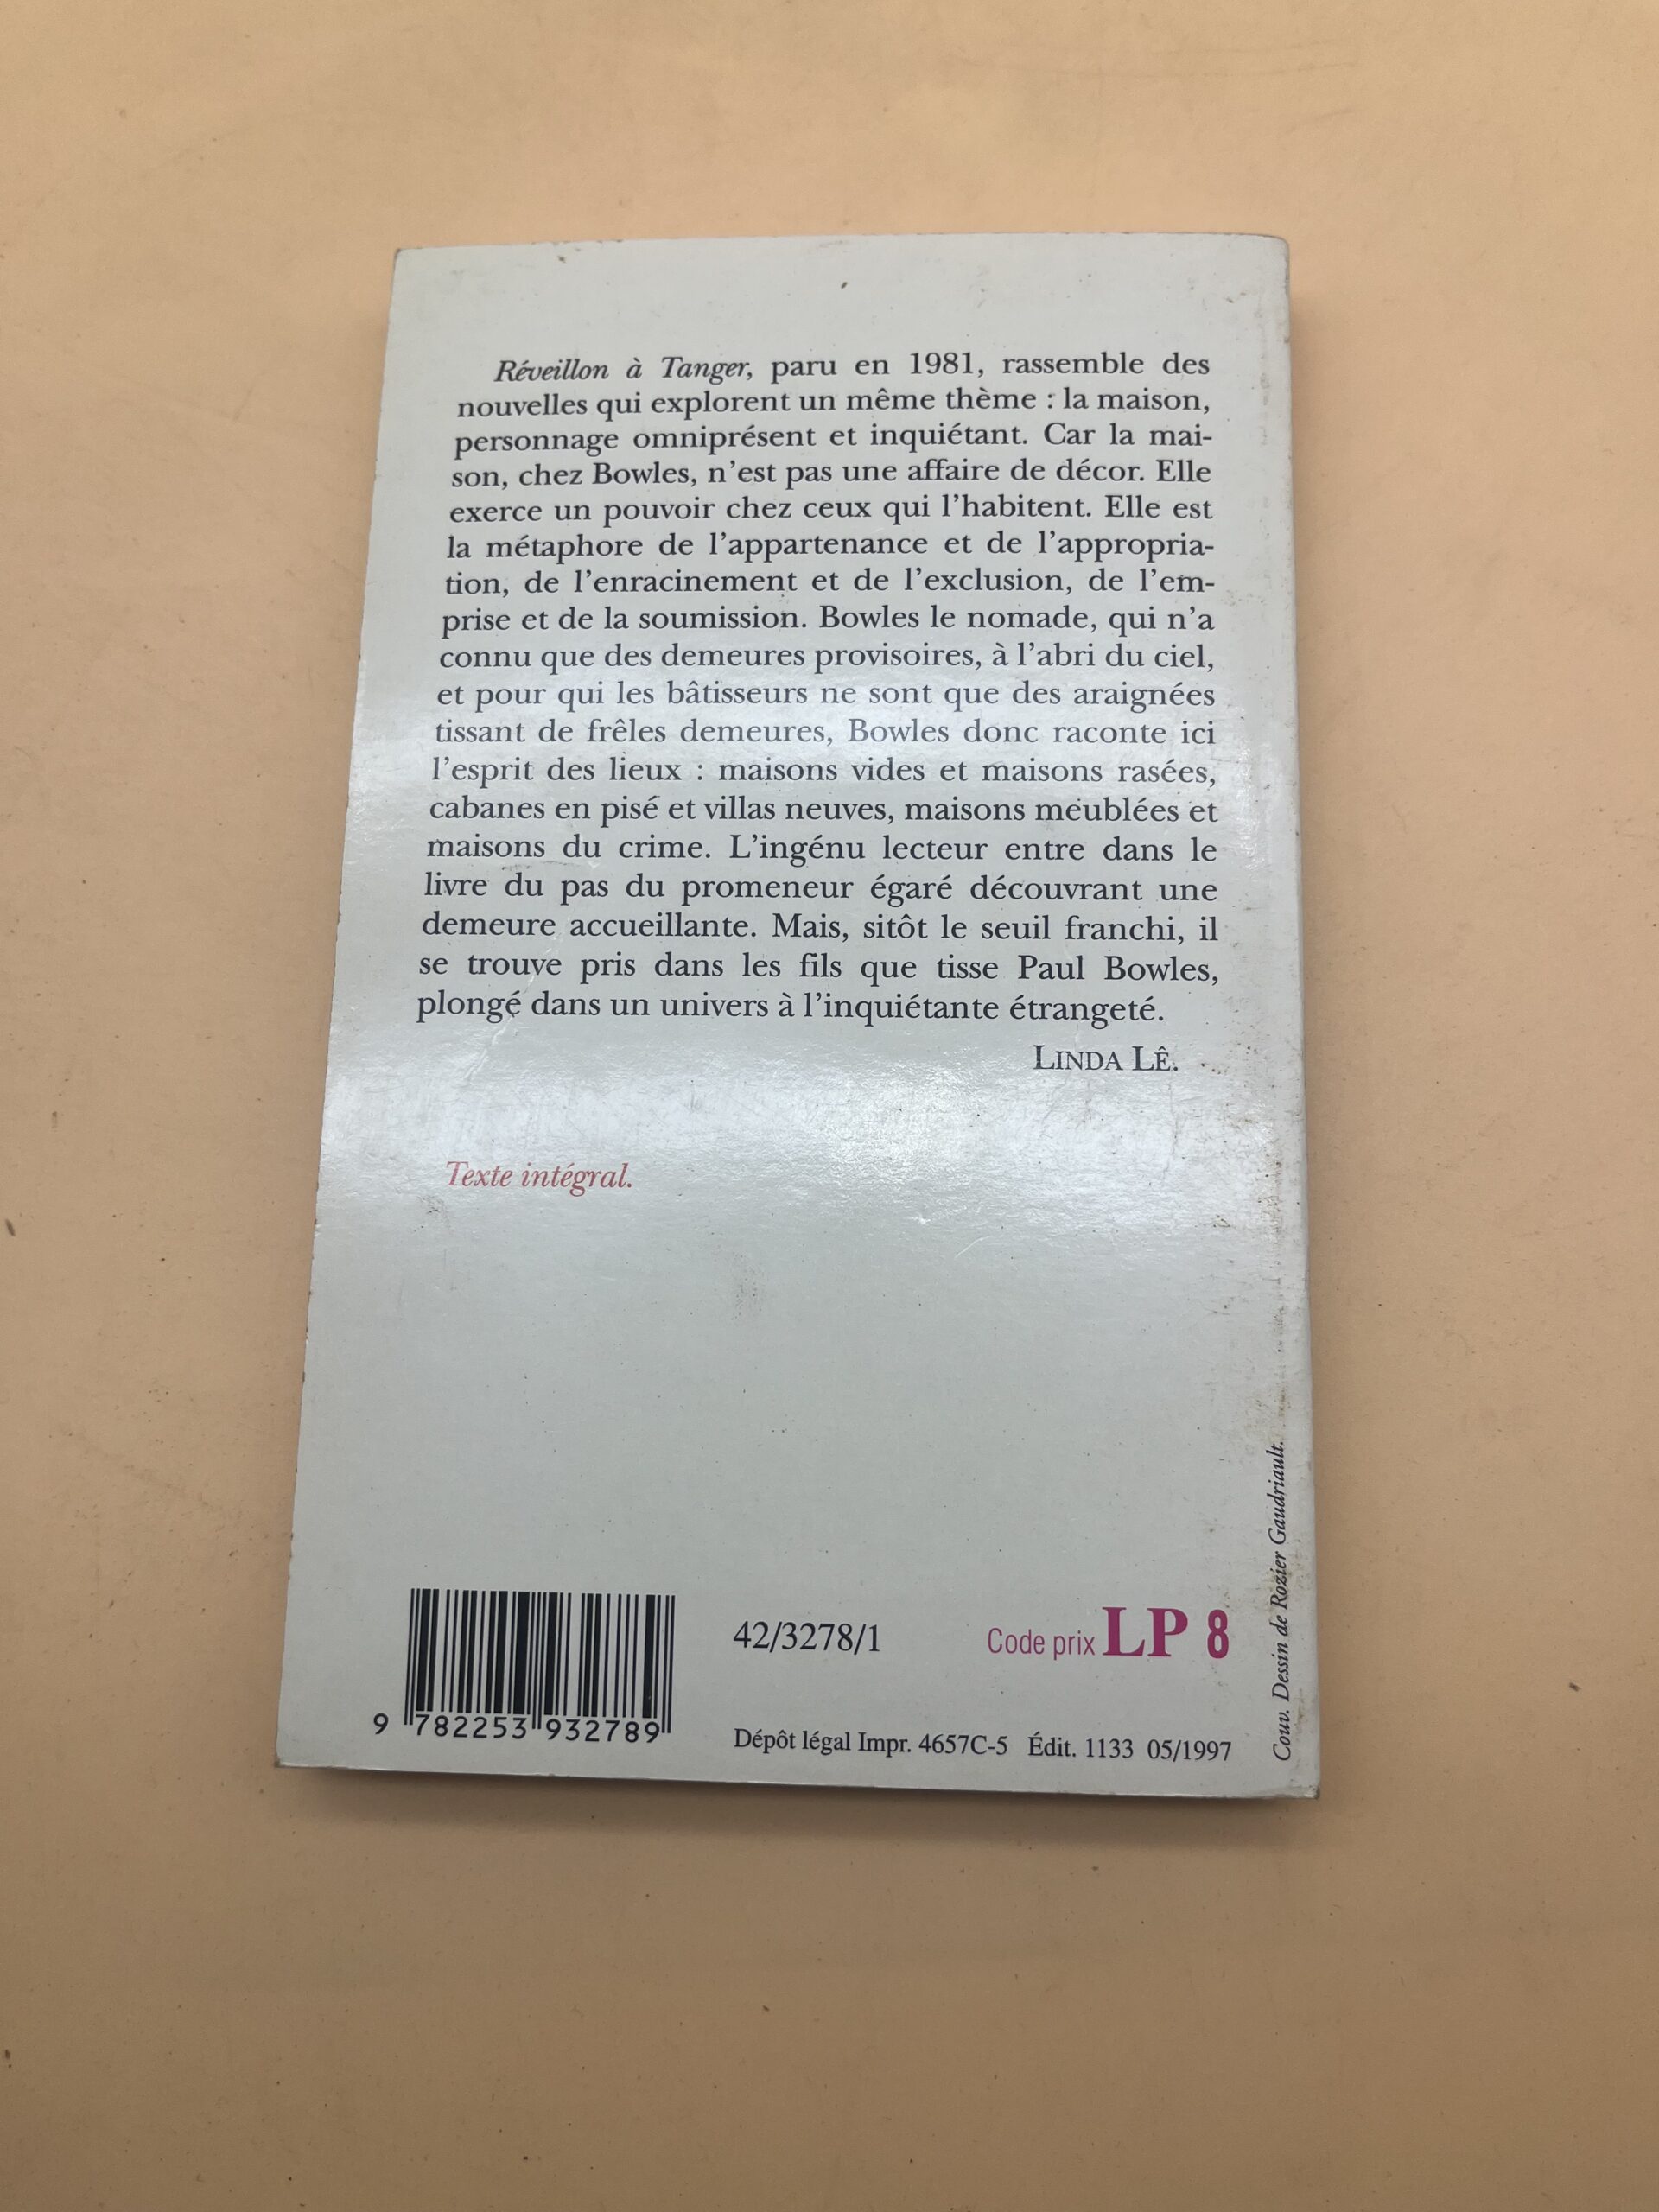 Réveillon à Tanger, paru en 1981, rassemble des
nouvelles qui explorent un même thème : la maison,
personnage omniprésent et inquiétant. Car la mai-
son, chez Bowles, n'est pas une affaire de décor. Elle
exerce un pouvoir chez ceux qui l'habitent. Elle est
la métaphore de l'appartenance et de l'appropria-
tion, de l'enracinement et de l'exclusion, de l'em-
prise et de la soumission. Bowles le nomade, qui n'a
connu que des demeures provisoires, à l'abri du ciel,
et pour qui les bâtisseurs ne sont que des araignées
tissant de frêles demeures, Bowles donc raconte ici
l'esprit des lieux : maisons vides et maisons rasées,
cabanes en pisé et villas neuves, maisons meublées et
maisons du crime. L'ingénu lecteur entre dans le
livre du pas du promeneur égaré découvrant une
demeure accueillante. Mais, sitôt le seuil franchi, il
se trouve pris dans les fils que tisse Paul Bowles,
plongé dans un univers à l'inquiétante étrangeté.
LINDA LÊ.
Texte intégral.
42/3278/1
Code prix LP 8
9 782253 932789
Dépôt légal Impr. 4657C-5 Édit. 1133 05/1997
Couv. Dessin de Rozier Gaudriault.